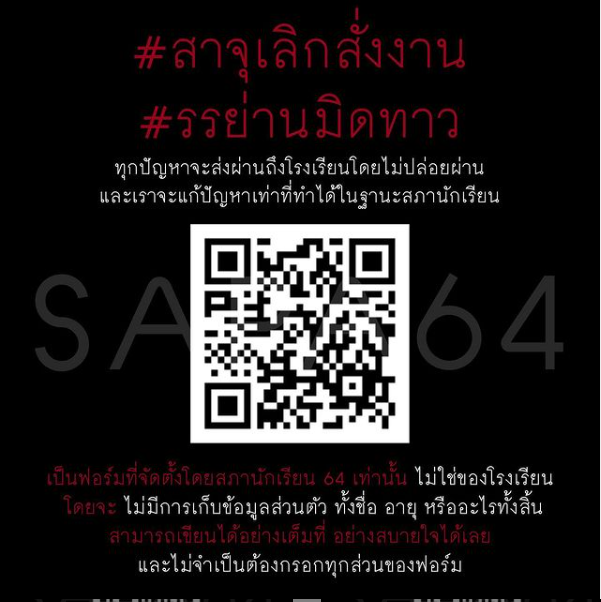 #สาจุเลิกสั่งงาน
#รรย่านมิดทาว
ทุกปัญหาจะส่งผ่านถึงโรงเรียนโดยไม่ปล่อยผ่าน
และเราจะแก้ปัญหาเท่าที่ทำได้ในฐานะสภานักเรียน
SAPA64
เป็นฟอร์มที่จัดตั้งโดยสภานักเรียน 64 เท่านั้น ไม่ใช่ของโรงเรียน
โดยจะ ไม่มีการเก็บข้อมูลส่วนตัว ทั้งชื่อ อายุ หรืออะไรทั้งสิ้น
สามารถเขียนได้อย่างเต็มที่ อย่างสบายใจได้เลย
และไม่จำเป็นต้องกรอกทุกส่วนของฟอร์ม